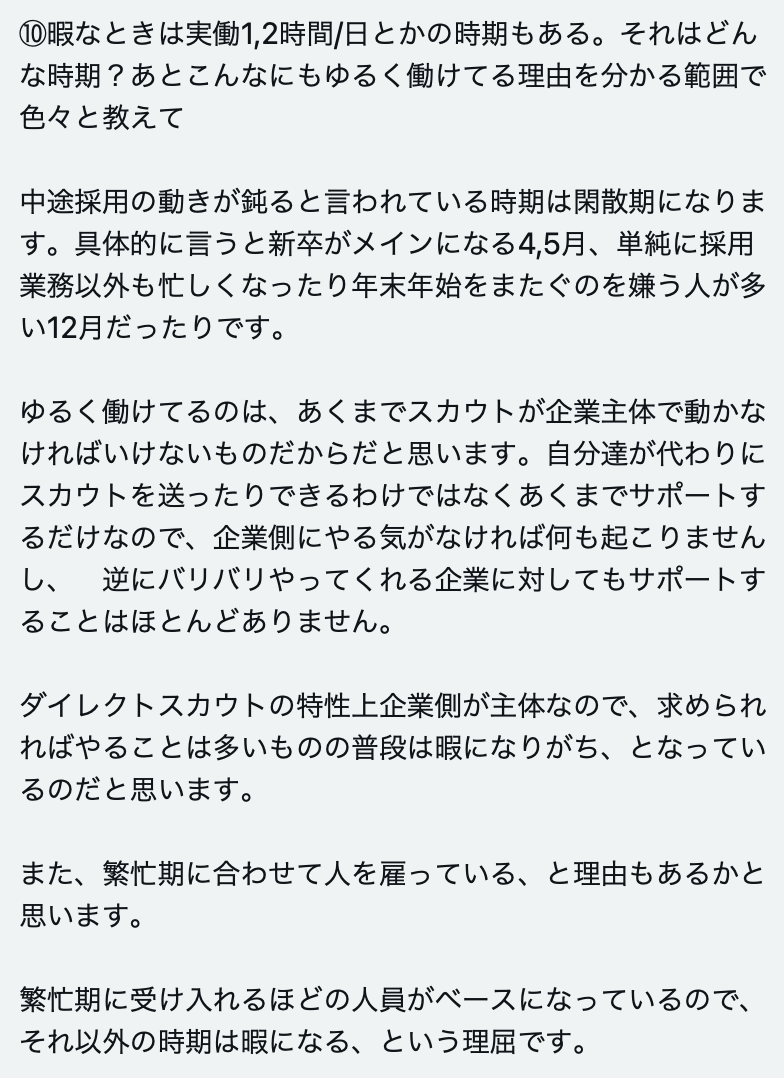 ⑩暇なときは実働1,2時間/日とかの時期もある。それはどん
な時期？あとこんなにもゆるく働けてる理由を分かる範囲で
色々と教えて
中途採用の動きが鈍ると言われている時期は閑散期になりま
す。具体的に言うと新卒がメインになる4,5月、単純に採用
業務以外も忙しくなったり年末年始をまたぐのを嫌う人が多
い12月だったりです。
ゆるく働けてるのは、あくまでスカウトが企業主体で動かな
ければいけないものだからだと思います。自分達が代わりに
スカウトを送ったりできるわけではなくあくまでサポートす
るだけなので、企業側にやる気がなければ何も起こりません
し、　逆にバリバリやってくれる企業に対してもサポートす
ることはほとんどありません。
ダイレクトスカウトの特性上企業側が主体なので、求められ
ればやることは多いものの普段は暇になりがち、となってい
るのだと思います。
また、繁忙期に合わせて人を雇っている、と理由もあるかと
思います。
繁忙期に受け入れるほどの人員がベースになっているので、
それ以外の時期は暇になる、という理屈です。